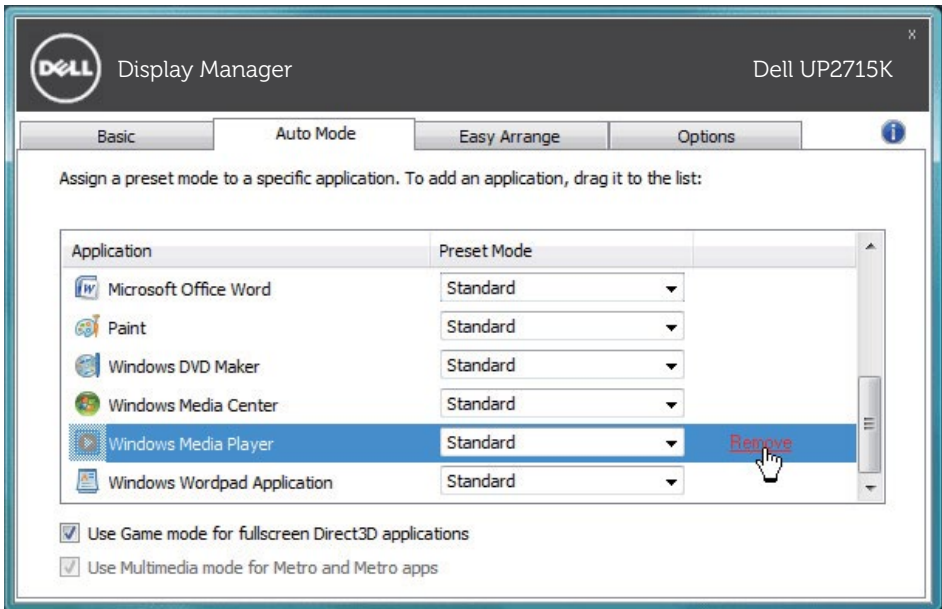 x
DELL Display Manager Dell UP2715K
Basic Auto Mode Easy Arrange Options i
Assign a preset mode to a specific application. To add an application, drag it to the list:
Application Preset Mode
Microsoft Office Word Standard
Paint Standard
Windows DVD Maker Standard
Windows Media Center Standard
Windows Media Player Standard Remove
Windows Wordpad Application Standard
Use Game mode for fullscreen Direct3D applications
Use Multimedia mode for Metro and Metro apps